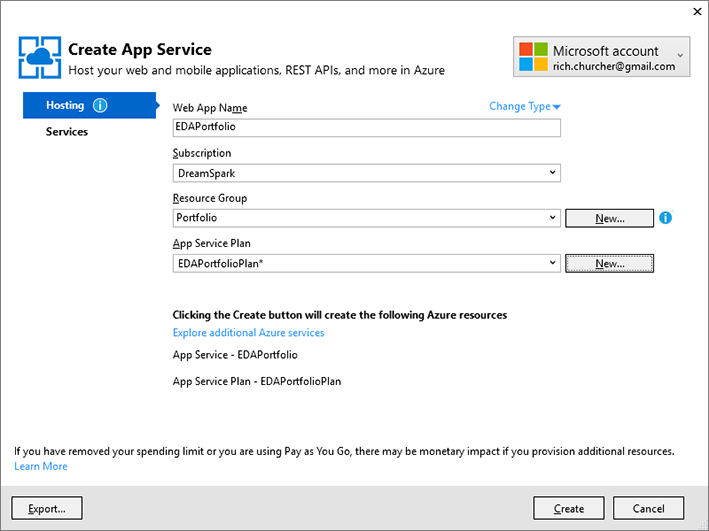 Create App Service
Host your web and mobile applications, REST APIs, and more in Azure
Microsoft account
rich.churcher@gmail.com
Hosting
Services
Web App Name
Change Type
EDAPortfolio
Subscription
DreamSpark
Resource Group
Portfolio
New...
App Service Plan
EDAPortfolioPlan*
New...
Clicking the Create button will create the following Azure resources
Explore additional Azure services
App Service - EDAPortfolio
App Service Plan - EDAPortfolioPlan
If you have removed your spending limit or you are using Pay as You Go, there may be monetary impact if you provision additional resources.
Learn More
Export...
Create
Cancel